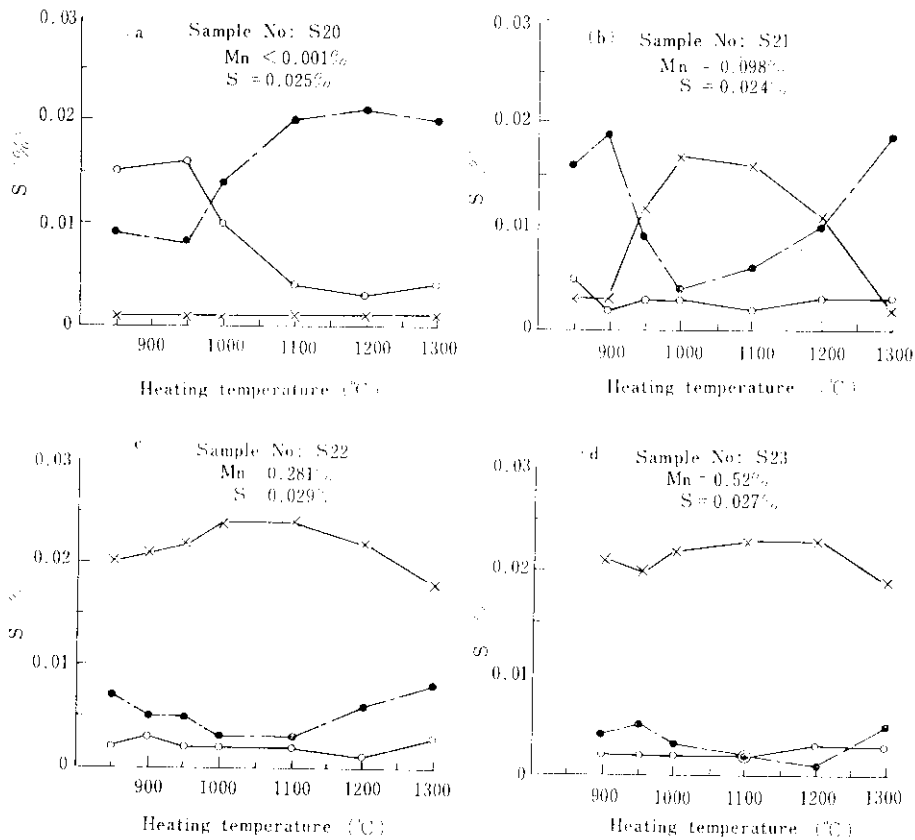 a Sample No: S20
Mn < 0.001%
S = 0.025%
0.03
0.02
0.01
0
S (%)
900 1000 1100 1200 1300
Heating temperature (°C)
(b) Sample No: S21
Mn - 0.098%
S = 0.024%
0.03
0.02
0.01
0
S %
900 1000 1100 1200 1300
Heating temperature (°C)
c Sample No: S22
Mn 0.281%
S 0.029%
0.03
0.02
0.01
0
S %
900 1000 1100 1200 1300
Heating temperature (°C)
d Sample No: S23
Mn - 0.52%
S = 0.027%
0.03
0.02
0.01
0
S %
900 1000 1100 1200 1300
Heating temperature (°C)